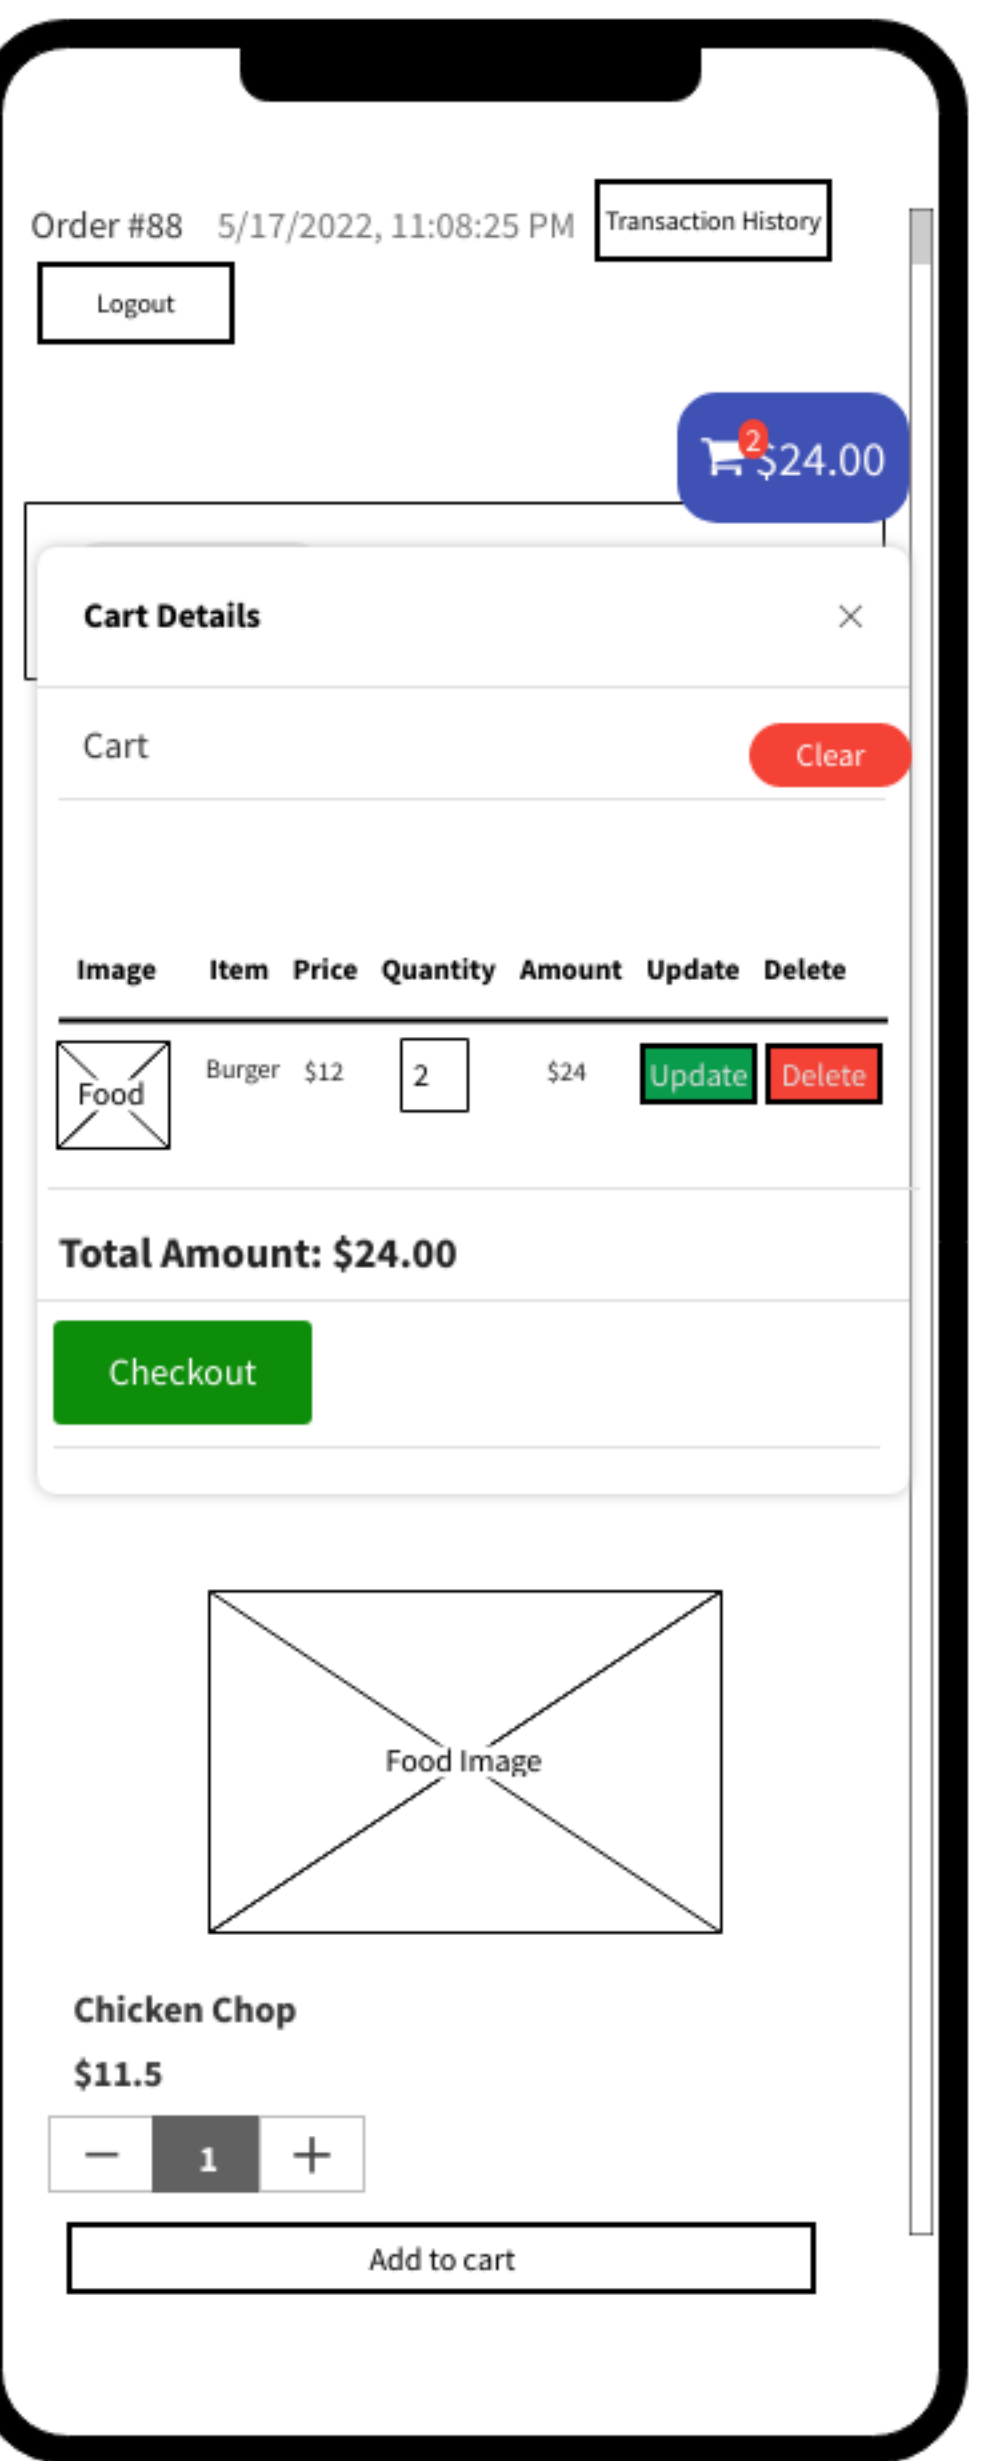 Order #88 5/17/2022, 11:08:25 PM Transaction History
Logout
2 $24.00
Cart Details
Cart Clear
Image Item Price Quantity Amount Update Delete
Food Burger $12 2 $24 Update Delete
Total Amount: $24.00
Checkout
Food Image
Chicken Chop
$11.5
1
Add to cart